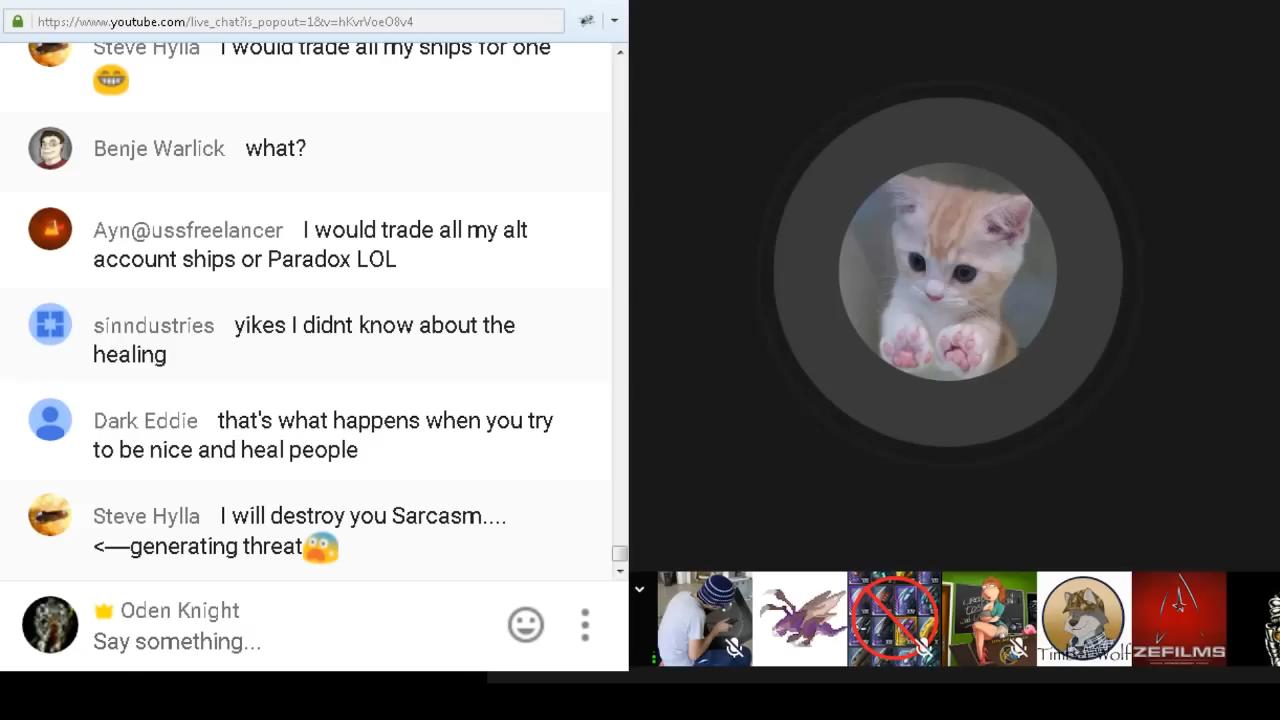 https://www.youtube.com/live_chat?is_popout=1&v=hKvrVoeO8v4
Steve Hylla I would trade all my ships for one
Benje Warlick what?
Ayn@ussfreelancer I would trade all my alt
account ships or Paradox LOL
sinndustries yikes I didnt know about the
healing
Dark Eddie that's what happens when you try
to be nice and heal people
Steve Hylla I will destroy you Sarcasm....
<—generating threat
Oden Knight
Say something...
ZEFILMS